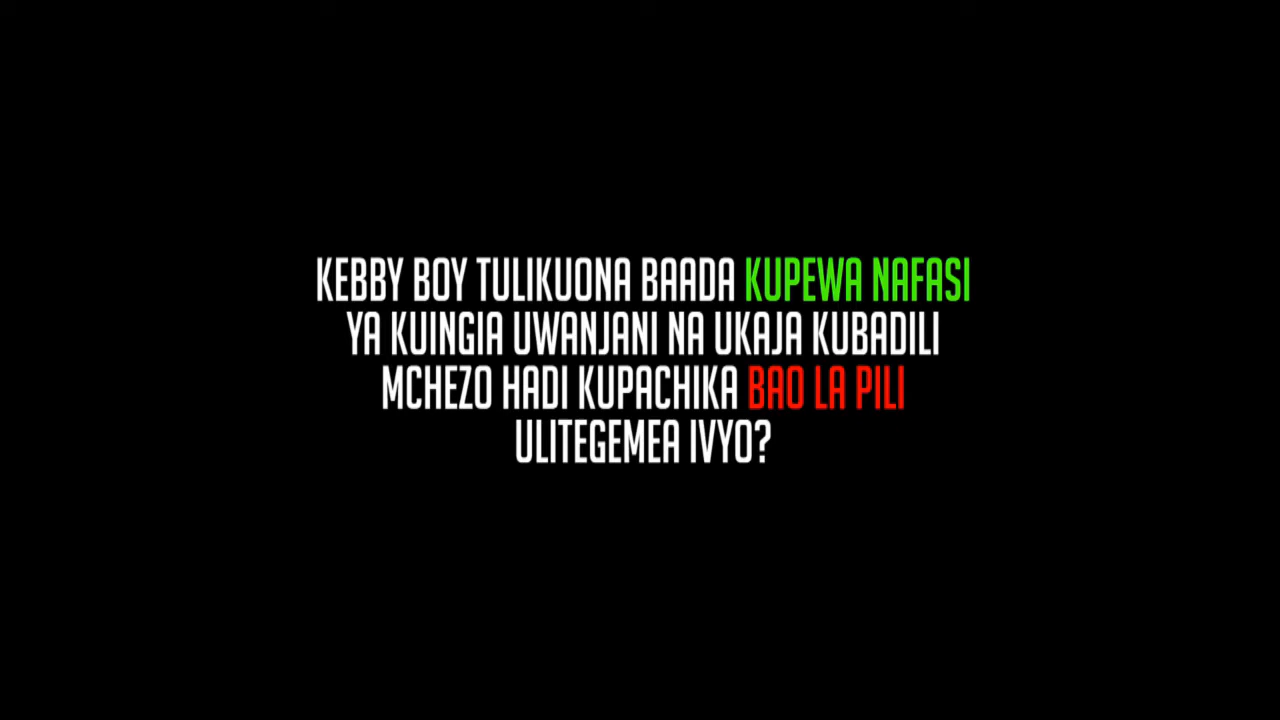 KEBBY BOY TULIKUONA BAADA KUPEWA NAFASI
YA KUINGIA UWANJANI NA UKAJA KUBADILI
MCHEZO HADI KUPACHIKA BAO LA PILI
ULITEGEMEA IVYO?